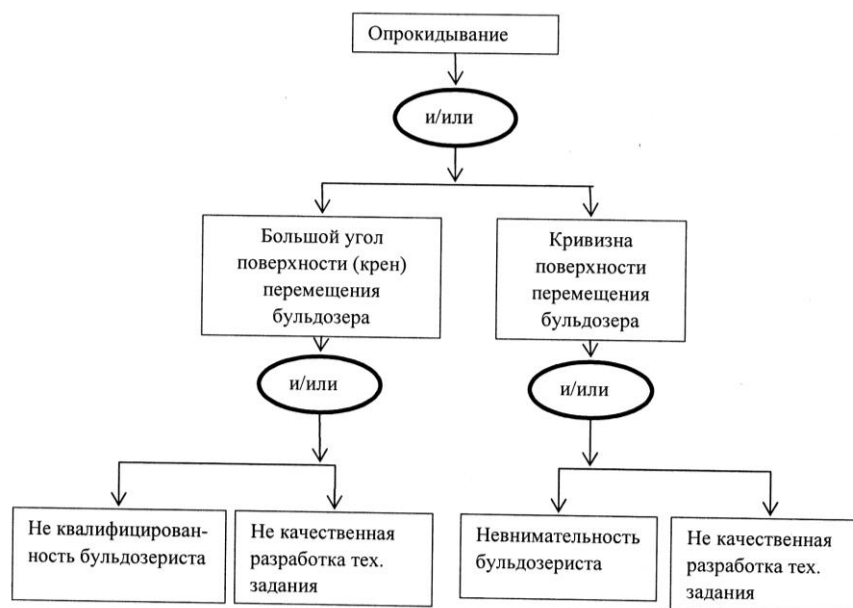 Опрокидывание
и/или
Большой угол
поверхности (крен)
перемещения
бульдозера
Кривизна
поверхности
перемещения
бульдозера
и/или
и/или
Не квалифицирован-
ность бульдозериста
Не качественная
разработка тех.
задания
Невнимательность
бульдозериста
Не качественная
разработка тех.
задания